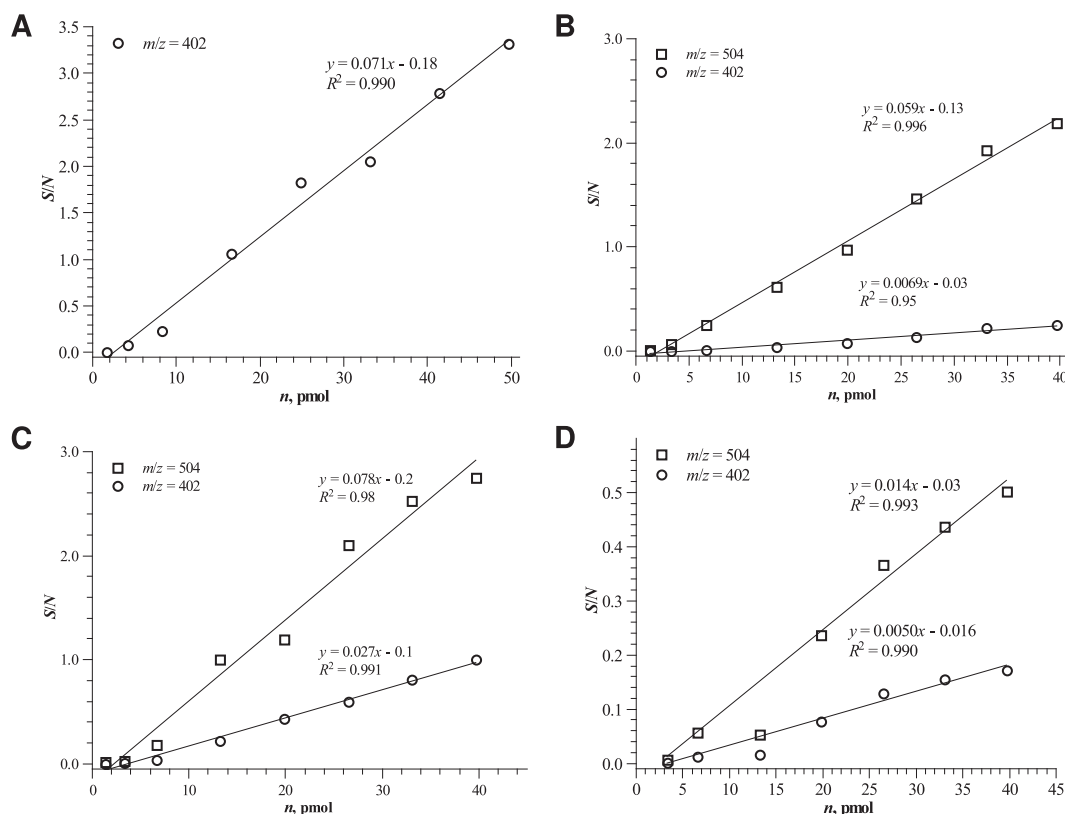 A
m/z = 402
y = 0.071x - 0.18
R² = 0.990
3.5
3.0
2.5
2.0
1.5
1.0
0.5
0.0
S/N
0
10
20
30
40
50
n, pmol
B
m/z = 504
m/z = 402
y = 0.059x - 0.13
R² = 0.996
y = 0.0069x - 0.03
R² = 0.95
3.0
2.0
1.0
0.0
S/N
0
5
10
15
20
25
30
35
40
n, pmol
C
m/z = 504
m/z = 402
y = 0.078x - 0.2
R² = 0.98
y = 0.027x - 0.1
R² = 0.991
3.0
2.0
1.0
0.0
S/N
0
10
20
30
40
n, pmol
D
m/z = 504
m/z = 402
y = 0.014x - 0.03
R² = 0.993
y = 0.0050x - 0.016
R² = 0.990
0.5
0.4
0.3
0.2
0.1
0.0
S/N
0
5
10
15
20
25
30
35
40
45
n, pmol